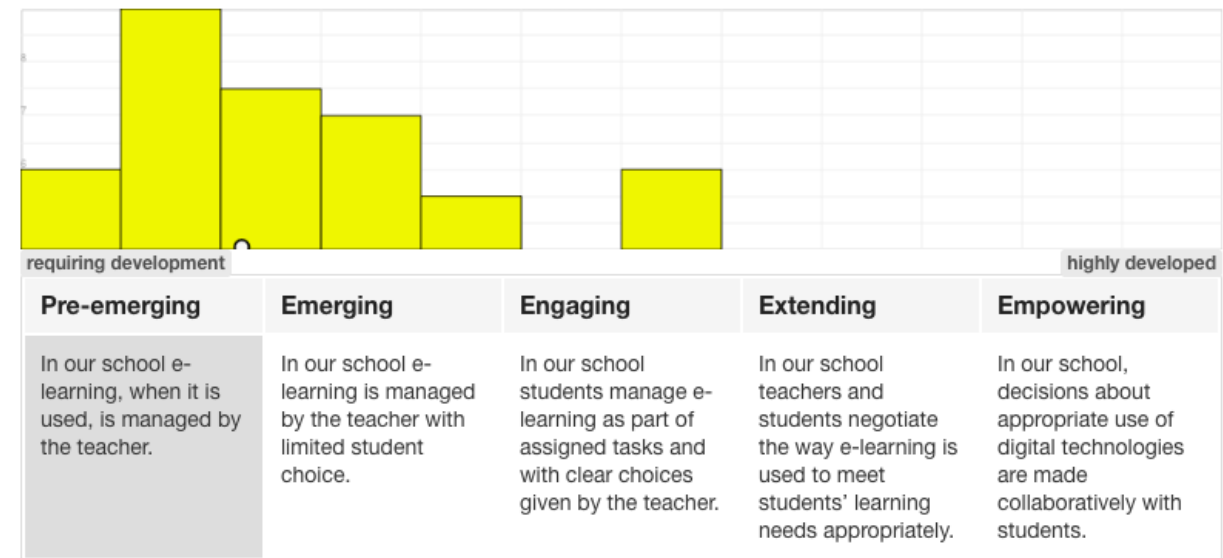 8
7
6
requiring development
highly developed
Pre-emerging
Emerging
Engaging
Extending
Empowering
In our school e-
learning, when it is
used, is managed by
the teacher.
In our school e-
learning is managed
by the teacher with
limited student
choice.
In our school
students manage e-
learning as part of
assigned tasks and
with clear choices
given by the teacher.
In our school
teachers and
students negotiate
the way e-learning is
used to meet
students’ learning
needs appropriately.
In our school,
decisions about
appropriate use of
digital technologies
are made
collaboratively with
students.